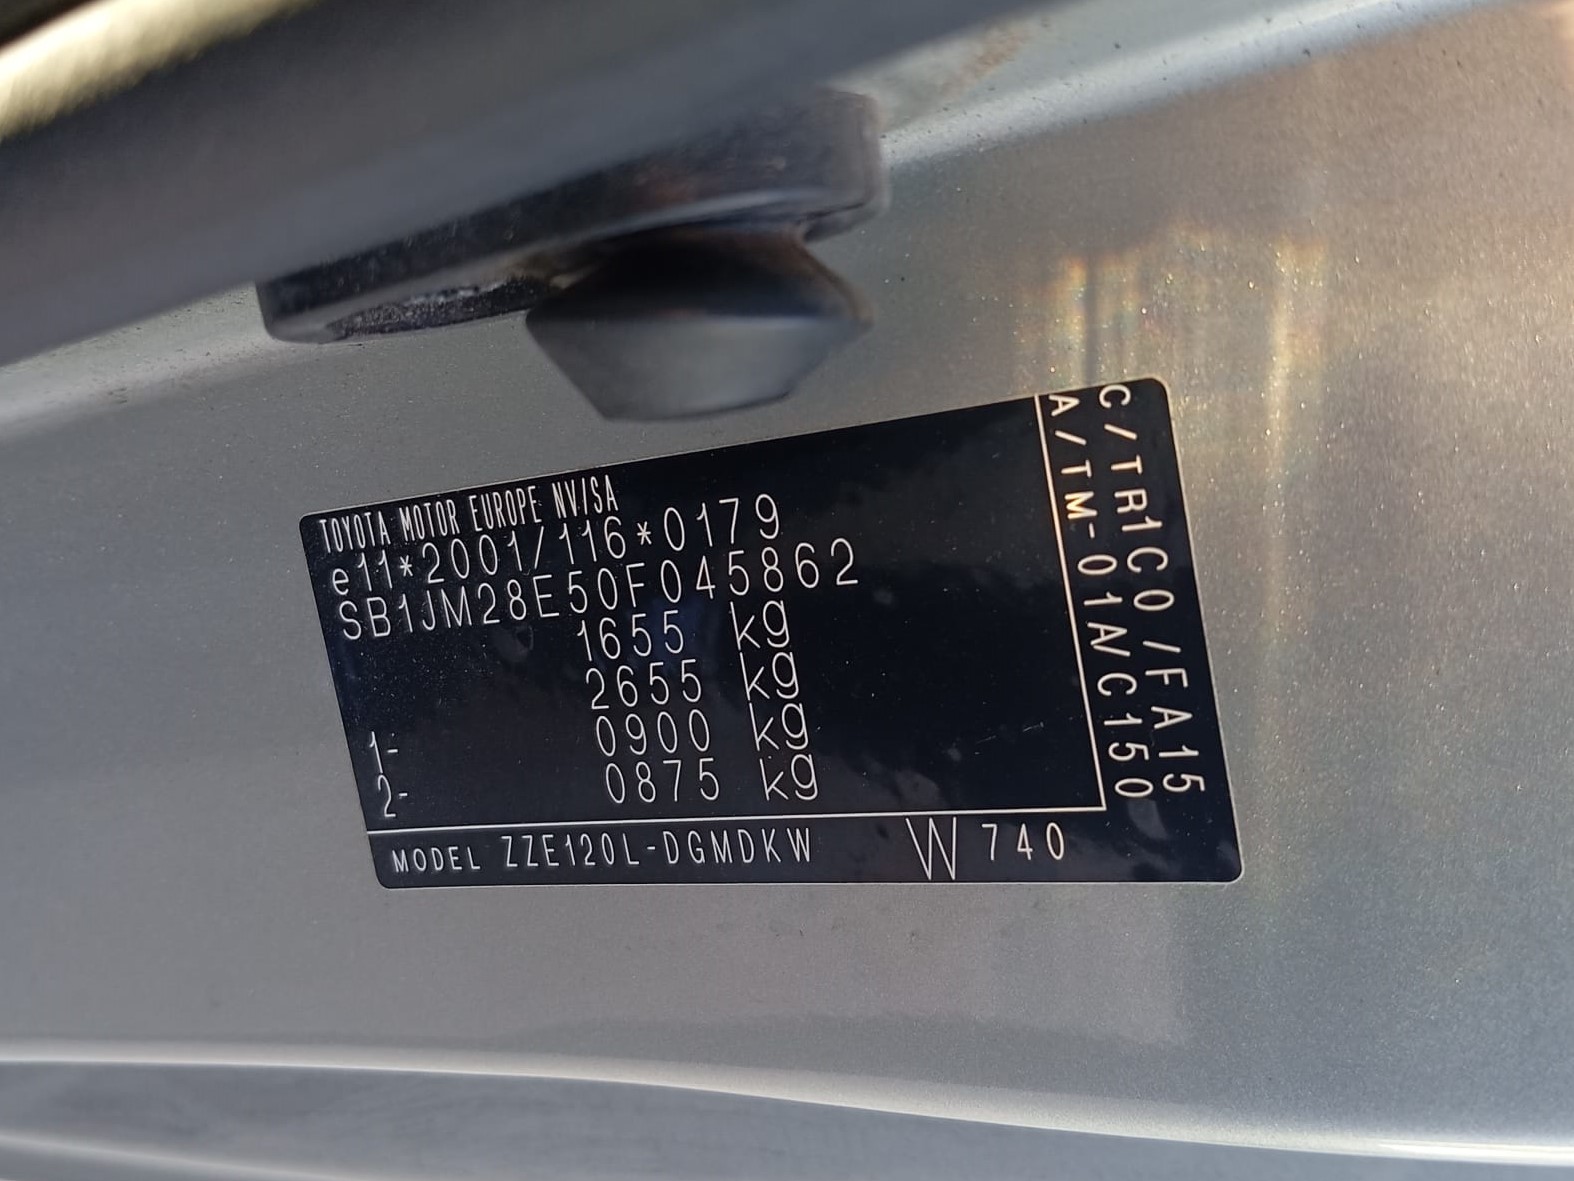 TOYOTA MOTOR EUROPE NV/SA
e11*2001/116*0179
SB1JM28E50F045862
1655 kg
2655 kg
1- 0900 kg
2- 0875 kg
MODEL ZZE120L-DGMDKW W740
C/TR1C0/FA15
A/TM-01A/C150